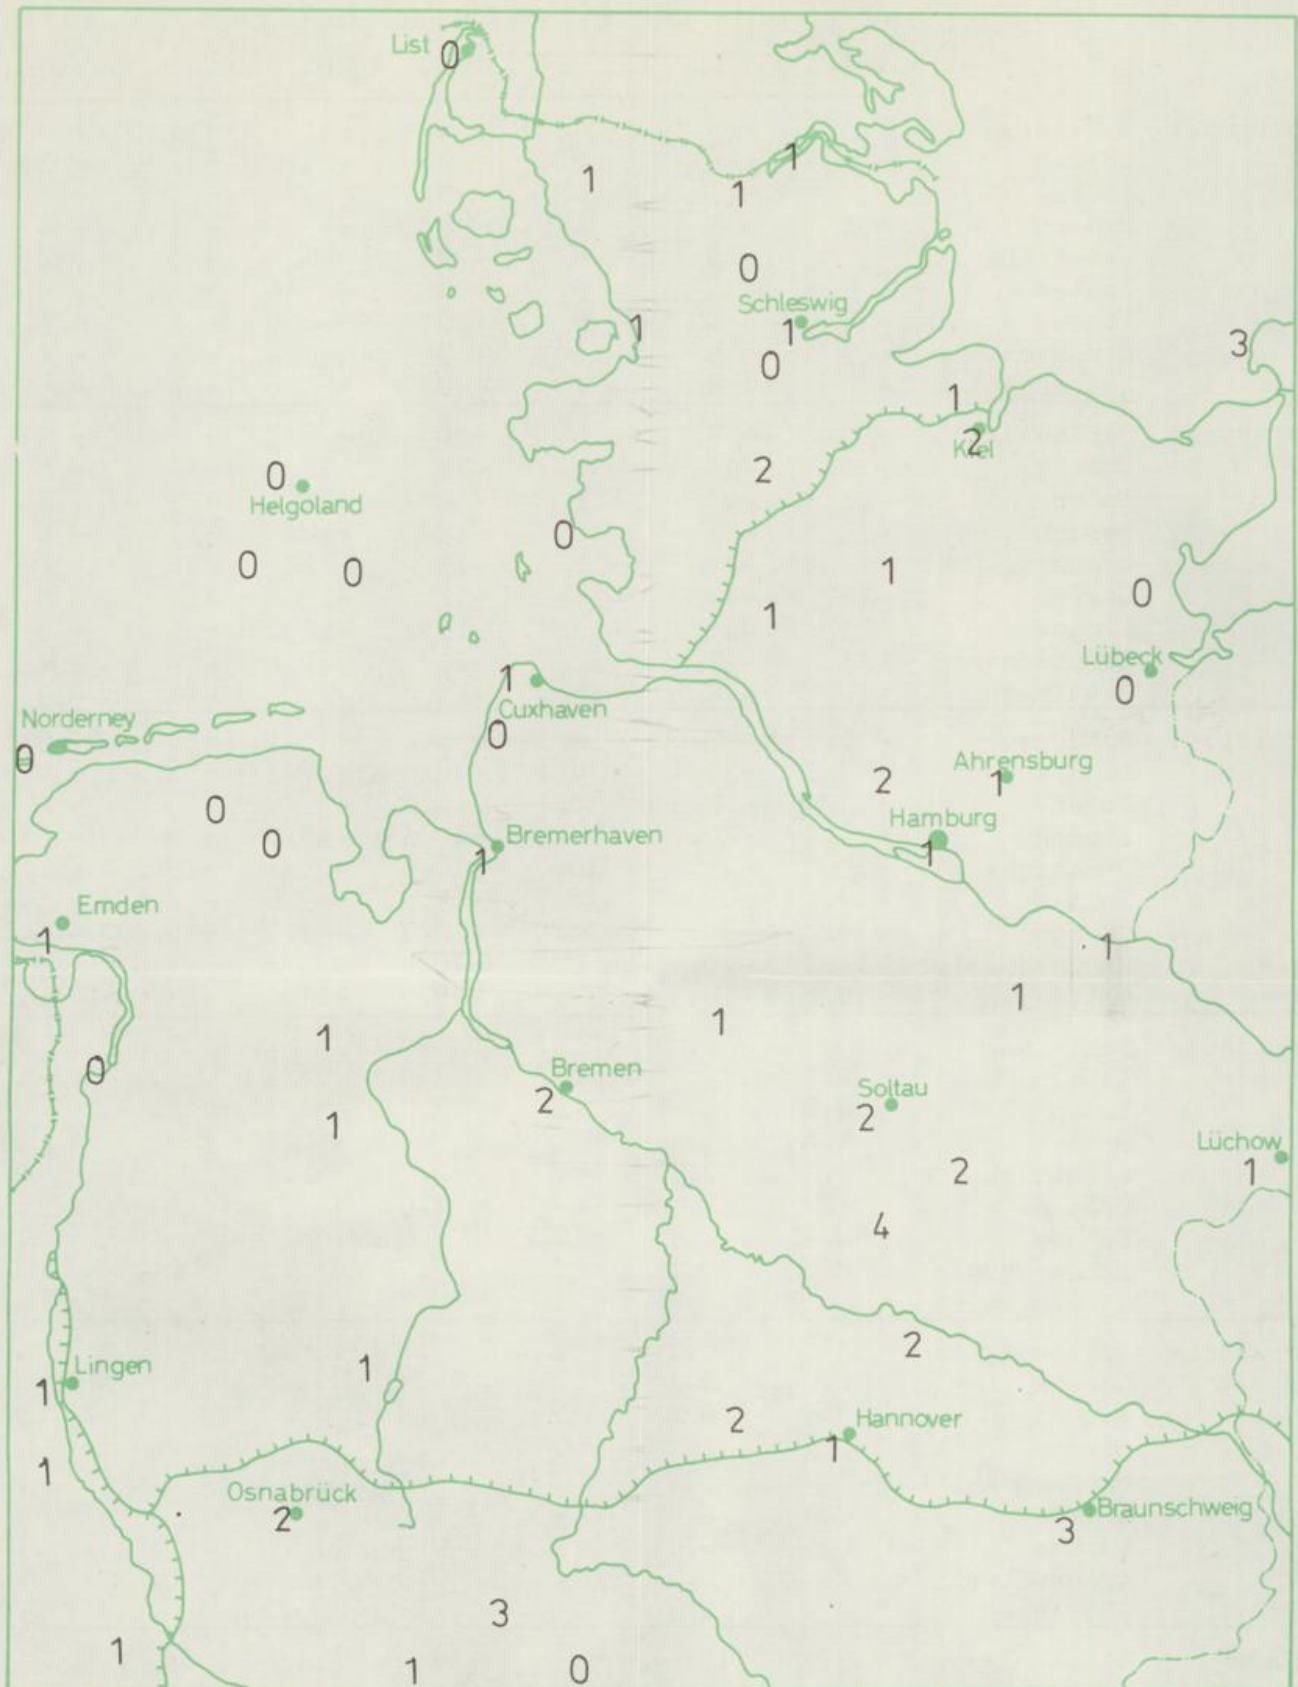 List 0
1
1
1
0
Schleswig
1
1
0
3
1
2
Kiel
2
0
Helgoland
0
0
0
1
1
0
Lübeck
0
1
Cuxhaven
0
Norderney
0
2
Ahrensburg
1
0
Hamburg
1
0
Bremerhaven
1
Emden
1
1
1
1
1
0
Bremen
2
Soltau
2
1
Lüchow
1
2
4
2
Lingen
1
1
2
Hannover
1
1
Osnabrück
2
Braunschweig
3
3
1
1
0